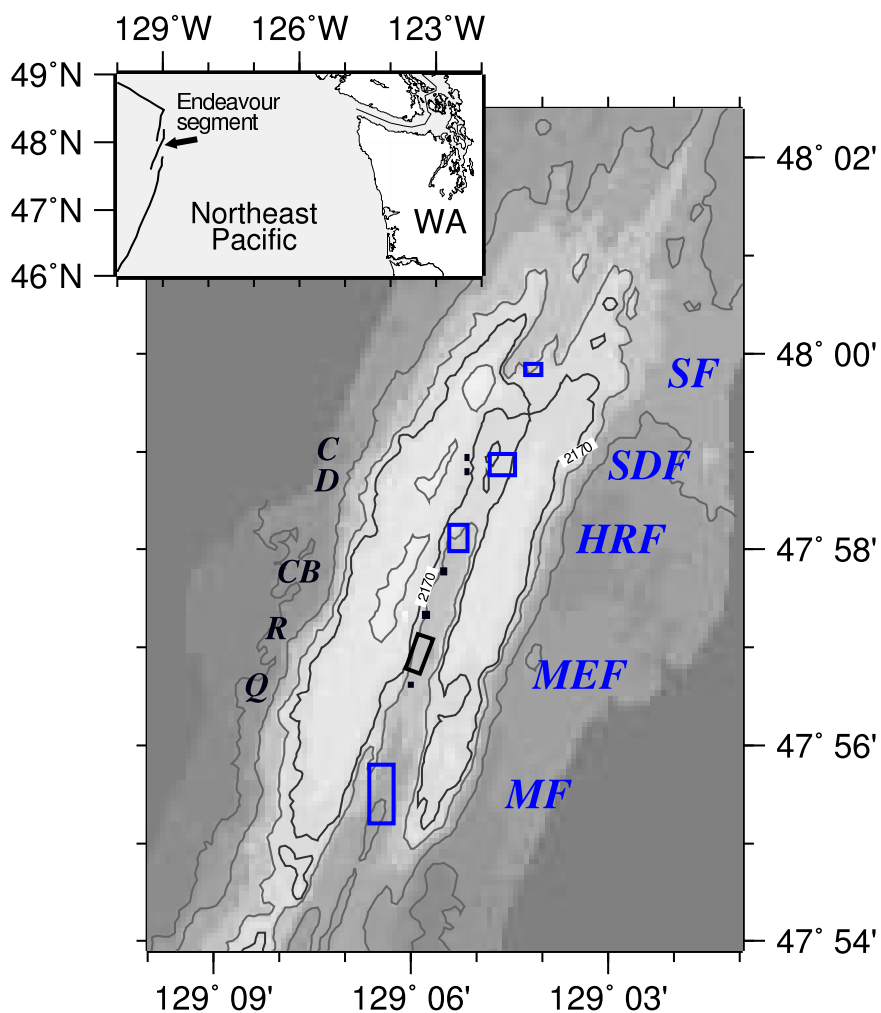 129°W 126°W 123°W
49°N
48°N
47°N
46°N
Endeavour
segment
Northeast
Pacific
WA
48° 02'
48° 00'
47° 58'
47° 56'
47° 54'
SF
SDF
HRF
MEF
MF
C
D
CB
R
Q
2170
2170
129° 09' 129° 06' 129° 03'